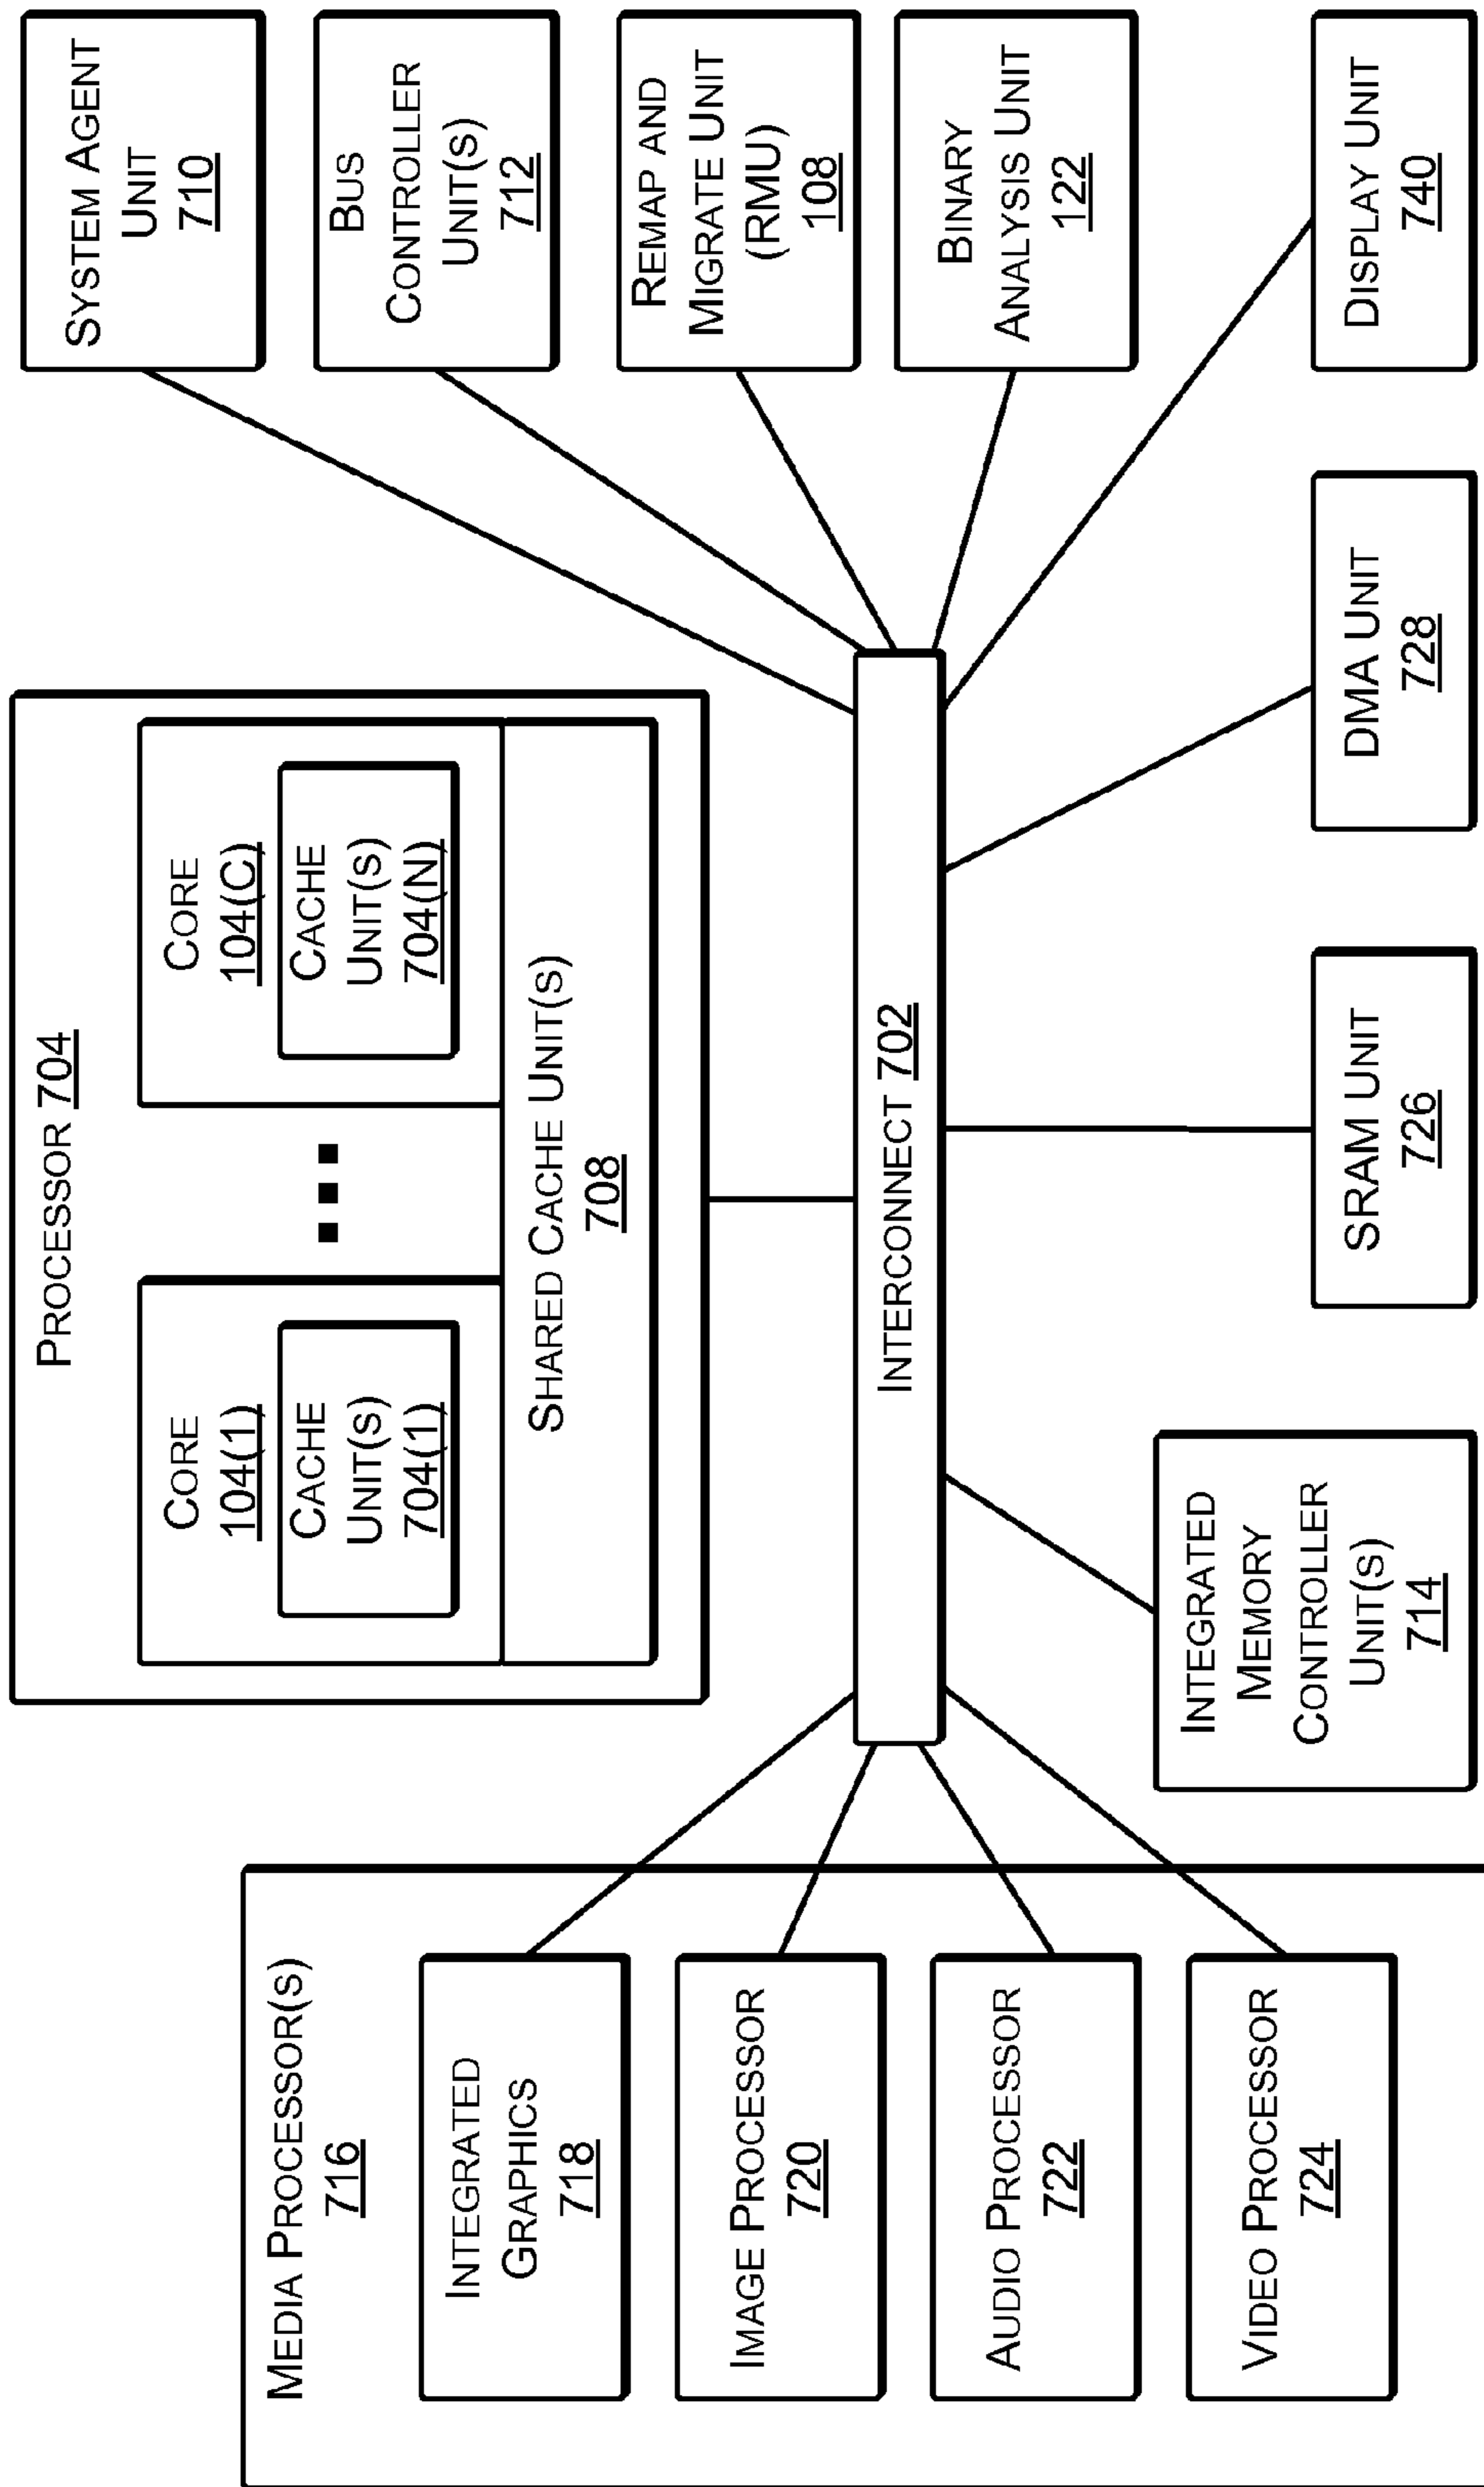 PROCESSOR 704
CORE
104(1)
CACHE
UNIT(S)
704(1)
CORE
104(C)
CACHE
UNIT(S)
704(N)
SHARED CACHE UNIT(S)
708
SYSTEM AGENT
UNIT
710
BUS
CONTROLLER
UNIT(S)
712
REMAP AND
MIGRATE UNIT
(RMU)
108
BINARY
ANALYSIS UNIT
122
MEDIA PROCESSOR(S)
716
INTEGRATED
GRAPHICS
718
IMAGE PROCESSOR
720
AUDIO PROCESSOR
722
VIDEO PROCESSOR
724
INTERCONNECT 702
INTEGRATED
MEMORY
CONTROLLER
UNIT(S)
714
SRAM UNIT
726
DMA UNIT
728
DISPLAY UNIT
740